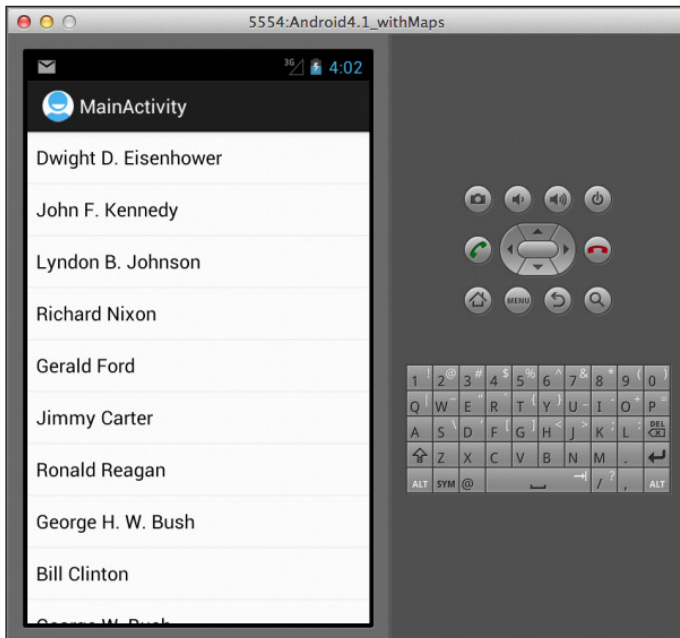 5554:Android4.1_withMaps
3G 4:02
MainActivity
Dwight D. Eisenhower
John F. Kennedy
Lyndon B. Johnson
Richard Nixon
Gerald Ford
Jimmy Carter
Ronald Reagan
George H. W. Bush
Bill Clinton
George W. Bush
MENU
1 ! 2 @ 3 # 4 $ 5 % 6 ^ 7 & 8 * 9 ( 0 )
Q | W ~ E " R ` T { Y } U _ I - O + P =
A S \ D ' F [ G ] H < J > K ; L : DEL
Z X C V B N M .
ALT SYM @ / ? , ALT